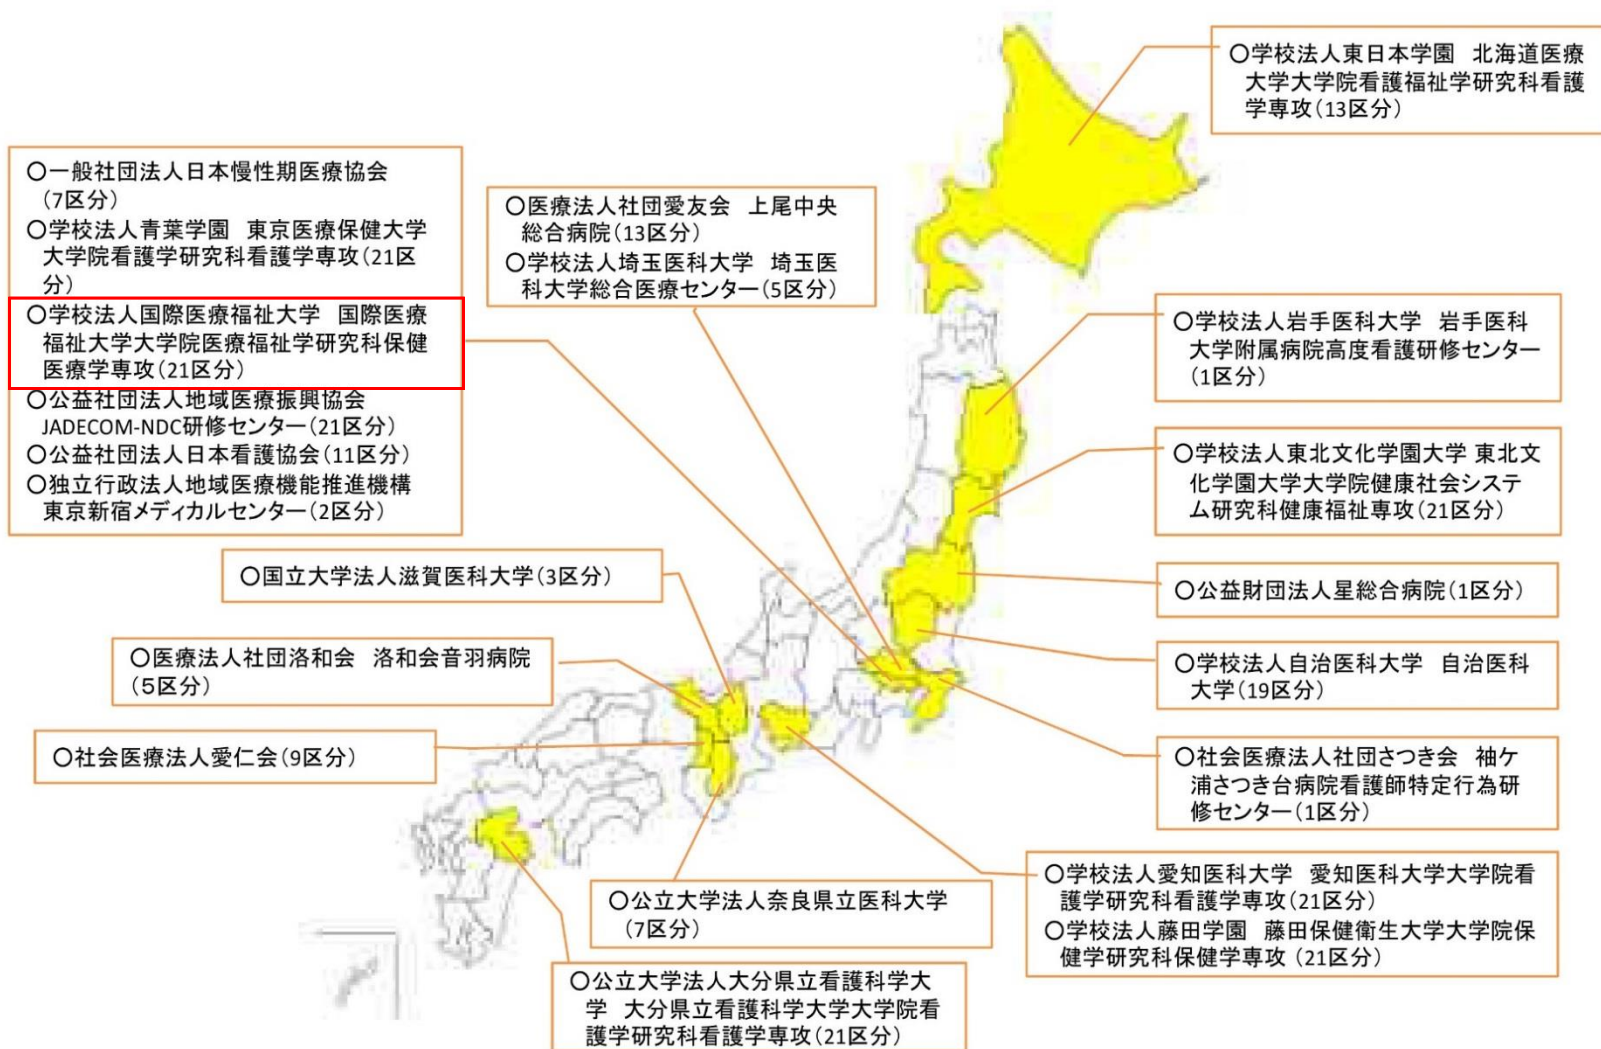 〇学校法人東日本学園 北海道医療
大学大学院看護福祉学研究科看護
学専攻(13区分)
〇一般社団法人日本慢性期医療協会
(7区分)
〇学校法人青葉学園 東京医療保健大学
大学院看護学研究科看護学専攻(21区
分)
〇学校法人国際医療福祉大学 国際医療
福祉大学大学院医療福祉学研究科保健
医療学専攻(21区分)
〇公益社団法人地域医療振興協会
JADECOM-NDC研修センター(21区分)
〇公益社団法人日本看護協会(11区分)
〇独立行政法人地域医療機能推進機構
東京新宿メディカルセンター(2区分)
〇医療法人社団愛友会 上尾中央
総合病院(13区分)
〇学校法人埼玉医科大学 埼玉医
科大学総合医療センター(5区分)
〇学校法人岩手医科大学 岩手医科
大学附属病院高度看護研修センター
(1区分)
〇学校法人東北文化学園大学 東北文
化学園大学大学院健康社会システ
ム研究科健康福祉専攻(21区分)
〇国立大学法人滋賀医科大学(3区分)
〇公益財団法人星総合病院(1区分)
〇医療法人社団洛和会 洛和会音羽病院
(5区分)
〇学校法人自治医科大学 自治医科
大学(19区分)
〇社会医療法人愛仁会(9区分)
〇社会医療法人社団さつき会 袖ケ
浦さつき台病院看護師特定行為研
修センター(1区分)
〇公立大学法人奈良県立医科大学
(7区分)
〇学校法人愛知医科大学 愛知医科大学大学院看
護学研究科看護学専攻(21区分)
〇学校法人藤田学園 藤田保健衛生大学大学院保
健学研究科保健学専攻(21区分)
〇公立大学法人大分県立看護科学大
学 大分県立看護科学大学大学院看
護学研究科看護学専攻(21区分)